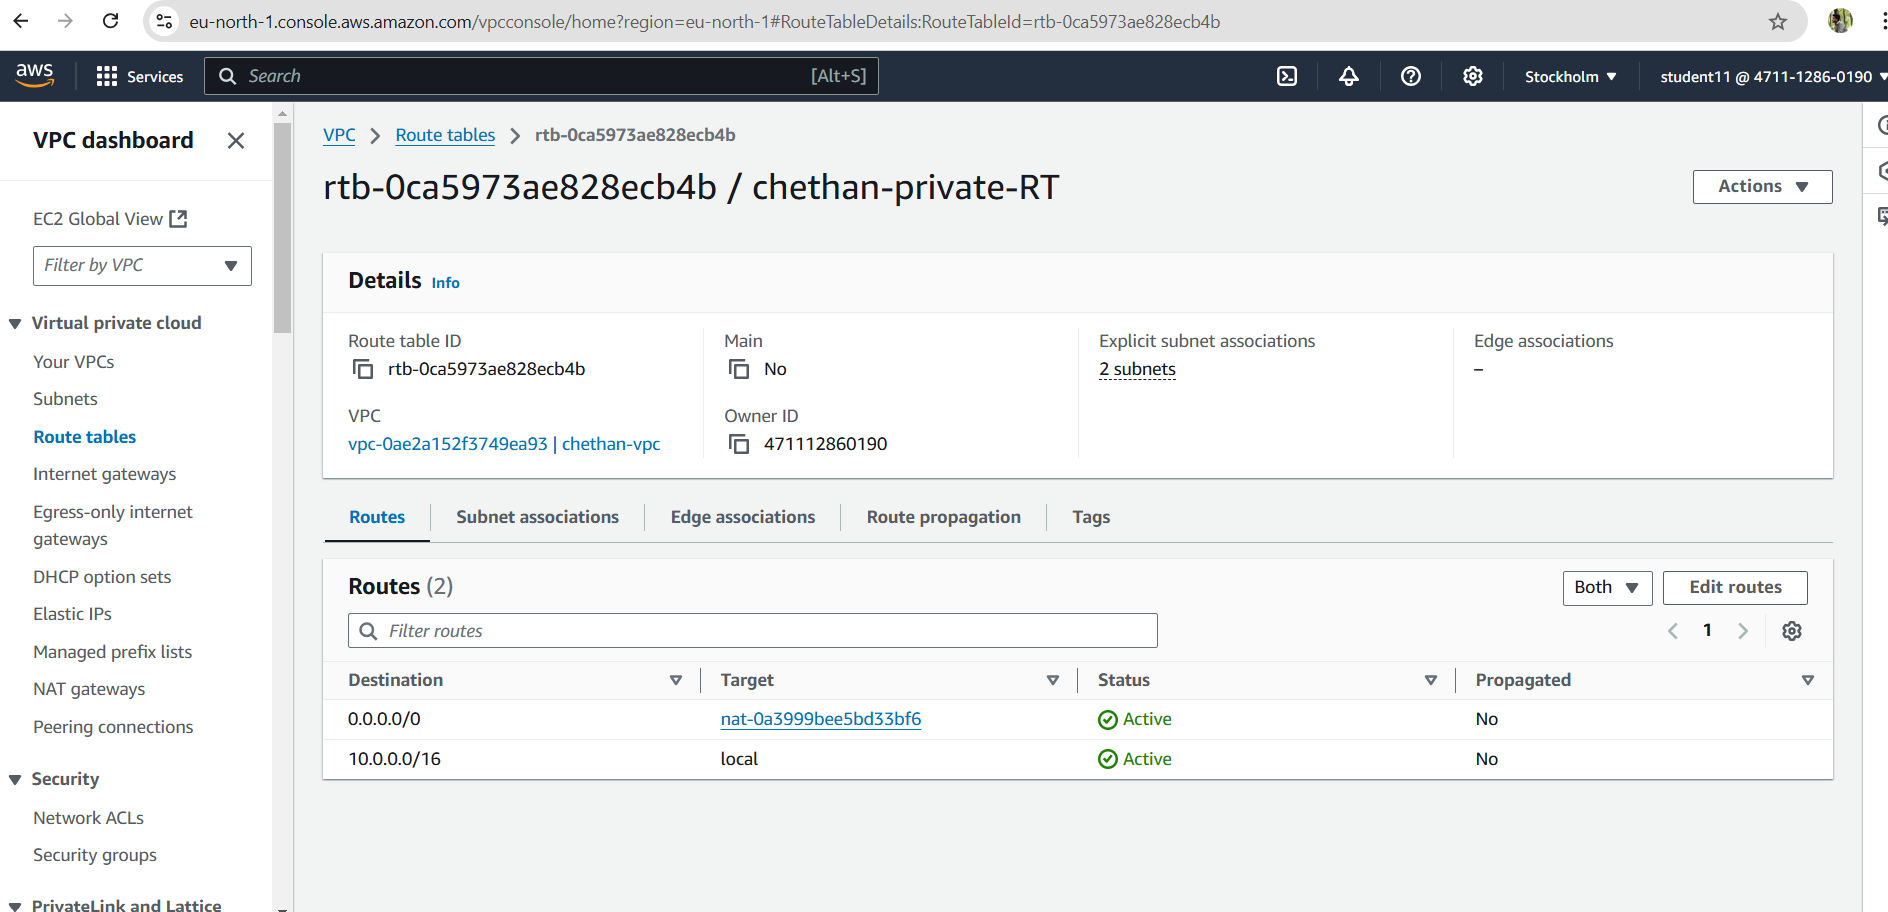 eu-north-1.console.aws.amazon.com/vpcconsole/home?region=eu-north-1#RouteTableDetails:RouteTableId=rtb-0ca5973ae828ecb4b
aws
Services
Search
[Alt+S]
Stockholm
student11 @ 4711-1286-0190
VPC dashboard
EC2 Global View
Filter by VPC
Virtual private cloud
Your VPCs
Subnets
Route tables
Internet gateways
Egress-only internet
gateways
DHCP option sets
Elastic IPs
Managed prefix lists
NAT gateways
Peering connections
Security
Network ACLs
Security groups
PrivateLink and Lattice
VPC
Route tables
rtb-0ca5973ae828ecb4b
rtb-0ca5973ae828ecb4b / chethan-private-RT
Actions
Details Info
Route table ID
rtb-0ca5973ae828ecb4b
Main
No
Explicit subnet associations
2 subnets
Edge associations
–
VPC
vpc-0ae2a152f3749ea93 | chethan-vpc
Owner ID
471112860190
Routes
Subnet associations
Edge associations
Route propagation
Tags
Routes (2)
Both
Edit routes
Filter routes
1
Destination Target Status Propagated
0.0.0.0/0 nat-0a3999bee5bd33bf6 Active No
10.0.0.0/16 local Active No